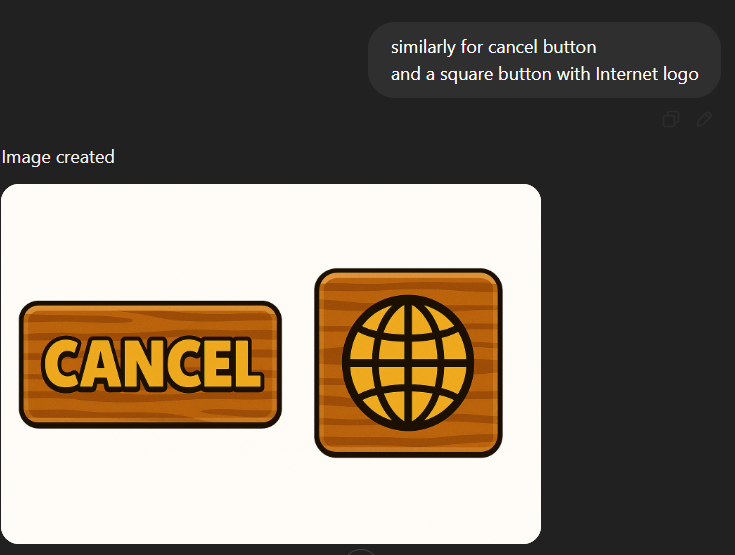 similarly for cancel button
and a square button with Internet logo
Image created
CANCEL